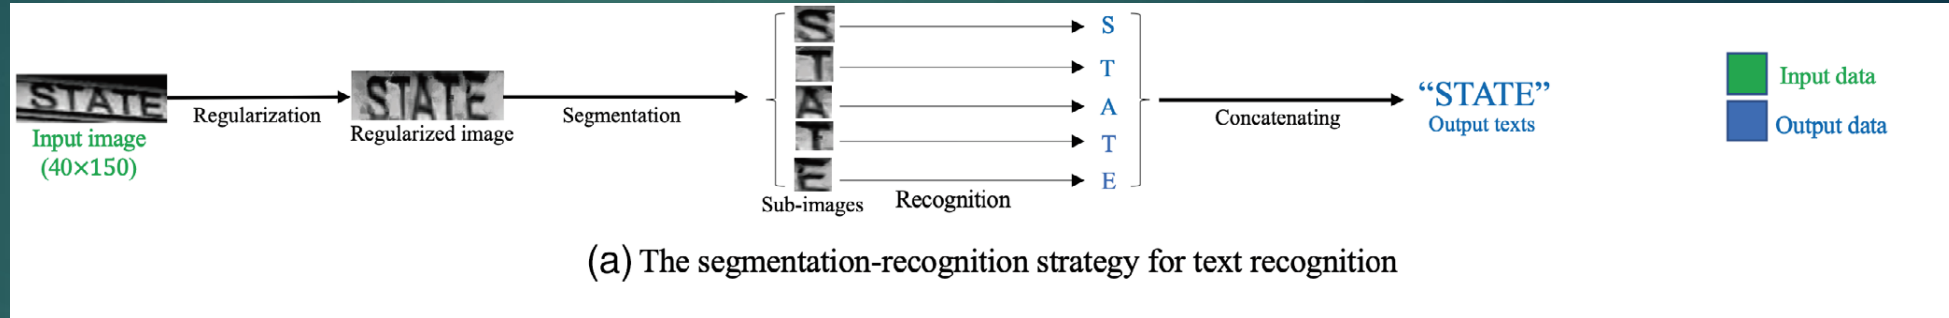 STATE
Input image
(40×150)
Regularization
STATE
Regularized image
Segmentation
S
T
A
T
E
Sub-images
Recognition
S
T
A
T
E
Concatenating
“STATE”
Output texts
Input data
Output data
(a) The segmentation-recognition strategy for text recognition